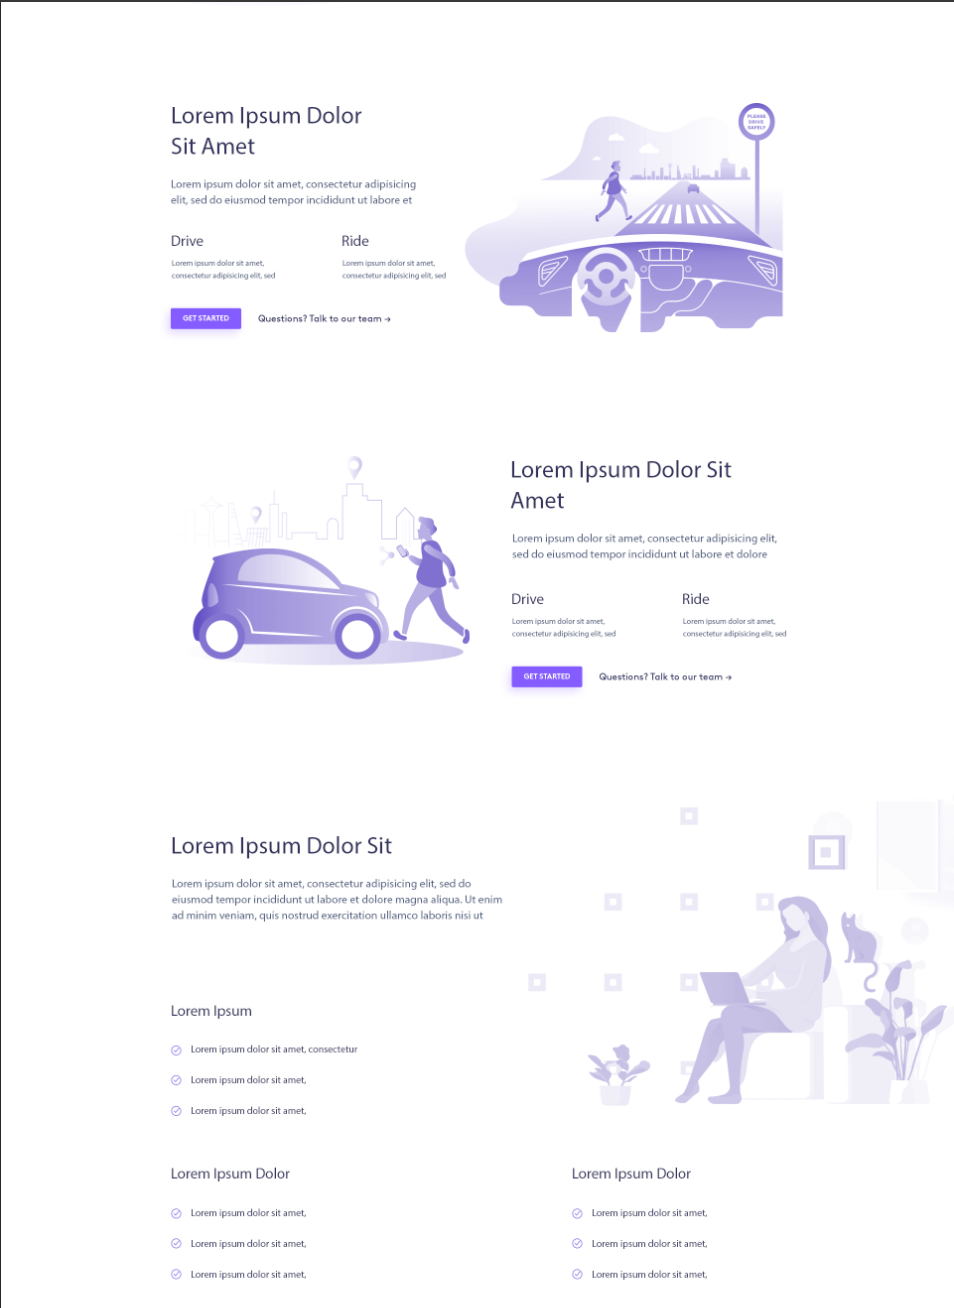 Lorem Ipsum Dolor
Sit Amet
Lorem ipsum dolor sit amet, consectetur adipisicing
elit, sed do eiusmod tempor incididunt ut labore et
Drive
Lorem ipsum dolor sit amet,
consectetur adipisicing elit, sed
Ride
Lorem ipsum dolor sit amet,
consectetur adipisicing elit, sed
GET STARTED
Questions? Talk to our team →
PLEASE
DRIVE
SAFELY
Lorem Ipsum Dolor Sit
Amet
Lorem ipsum dolor sit amet, consectetur adipisicing elit,
sed do eiusmod tempor incididunt ut labore et dolore
Drive
Lorem ipsum dolor sit amet,
consectetur adipisicing elit, sed
Ride
Lorem ipsum dolor sit amet,
consectetur adipisicing elit, sed
GET STARTED
Questions? Talk to our team →
Lorem Ipsum Dolor Sit
Lorem ipsum dolor sit amet, consectetur adipisicing elit, sed do
eiusmod tempor incididunt ut labore et dolore magna aliqua. Ut enim
ad minim veniam, quis nostrud exercitation ullamco laboris nisi ut
Lorem Ipsum
Lorem ipsum dolor sit amet, consectetur
Lorem ipsum dolor sit amet,
Lorem ipsum dolor sit amet,
Lorem Ipsum Dolor
Lorem ipsum dolor sit amet,
Lorem ipsum dolor sit amet,
Lorem ipsum dolor sit amet,
Lorem Ipsum Dolor
Lorem ipsum dolor sit amet,
Lorem ipsum dolor sit amet,
Lorem ipsum dolor sit amet,